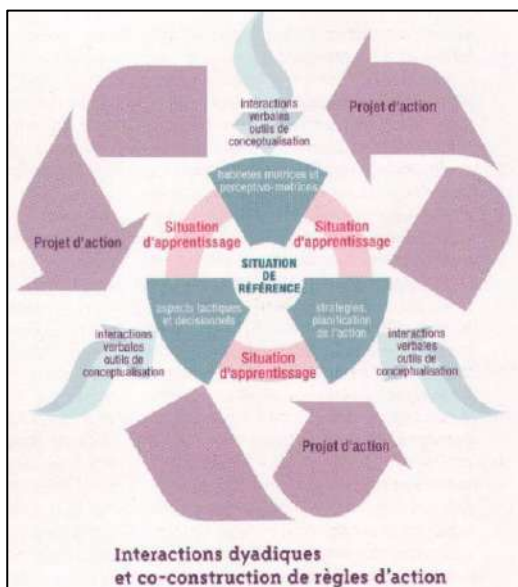 interactions
verbales
outils de
conceptualisation
Projet d'action
habiletés motrices et
perceptivo-motrices
Situation
d'apprentissage
Situation
d'apprentissage
Projet d'action
SITUATION
DE
RÉFÉRENCE
aspects tactiques
et décisionnels
stratégies,
planification
de l'action
interactions
verbales
outils de
conceptualisation
Situation
d'apprentissage
interactions
verbales
outils de
conceptualisation
Projet d'action
Interactions dyadiques
et co-construction de règles d'action